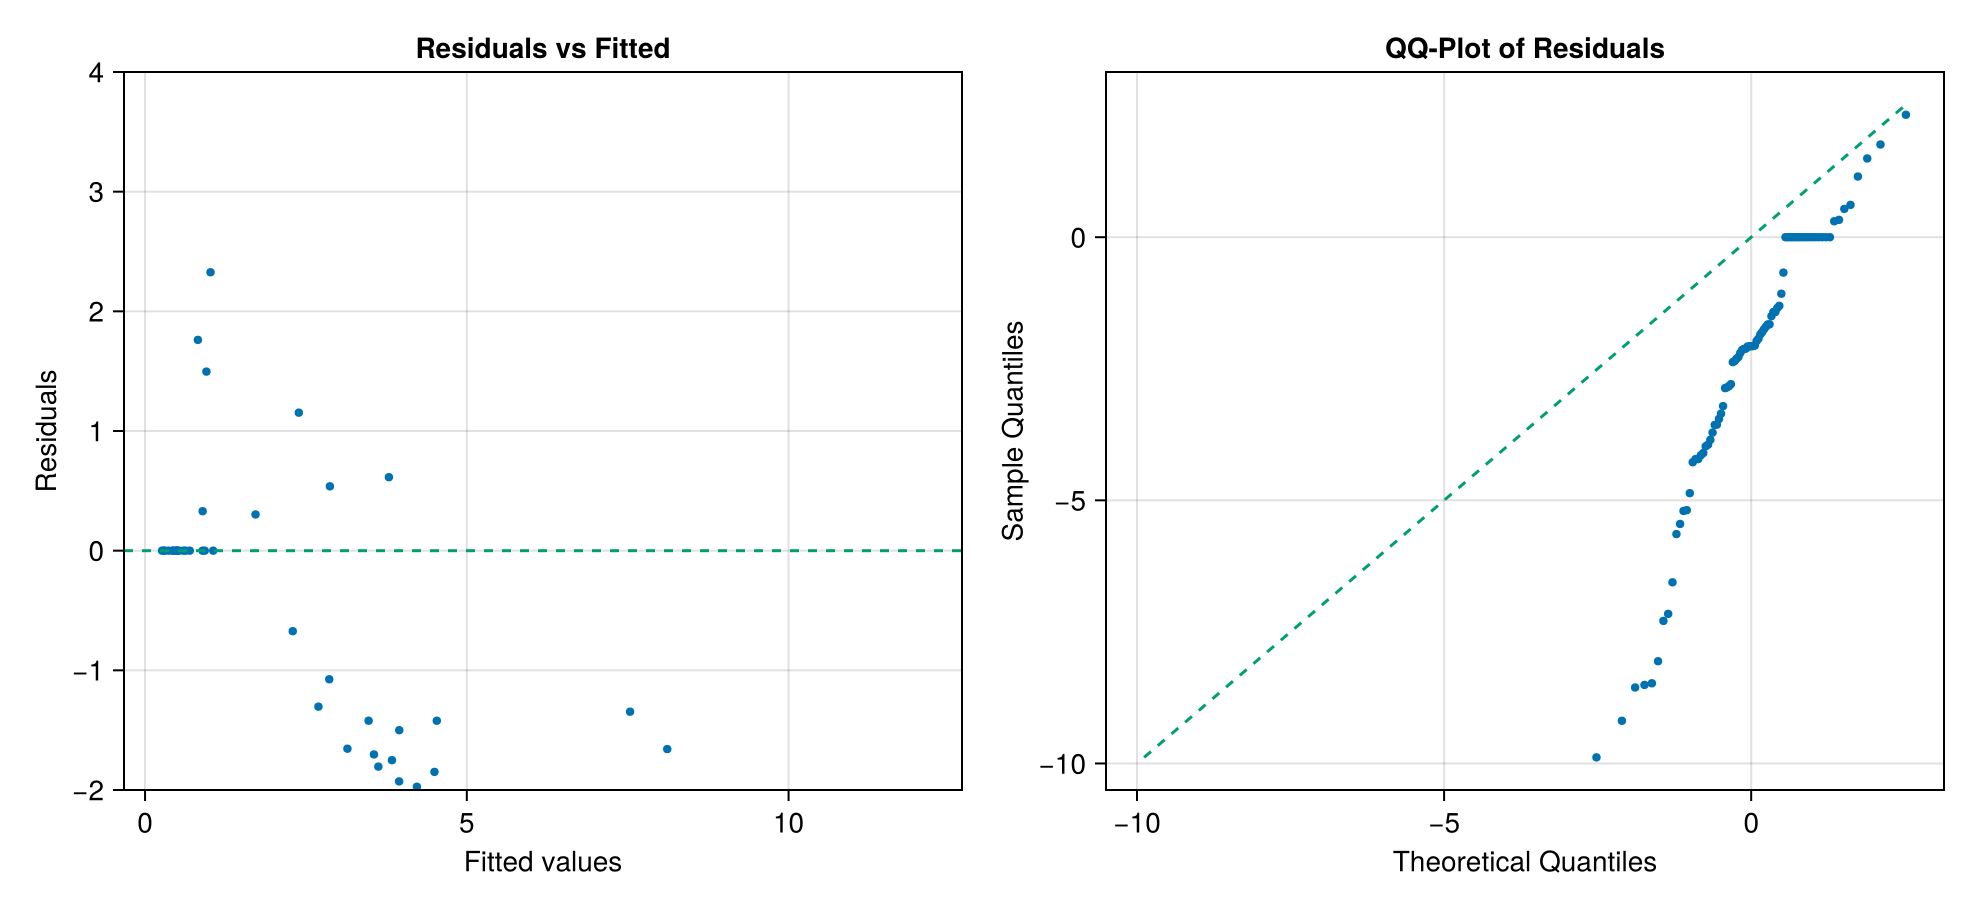 Residuals vs Fitted
4
3
2
1
0
−1
−2
Residuals
0
5
10
Fitted values
QQ-Plot of Residuals
0
−5
−10
Sample Quantiles
−10
−5
0
Theoretical Quantiles